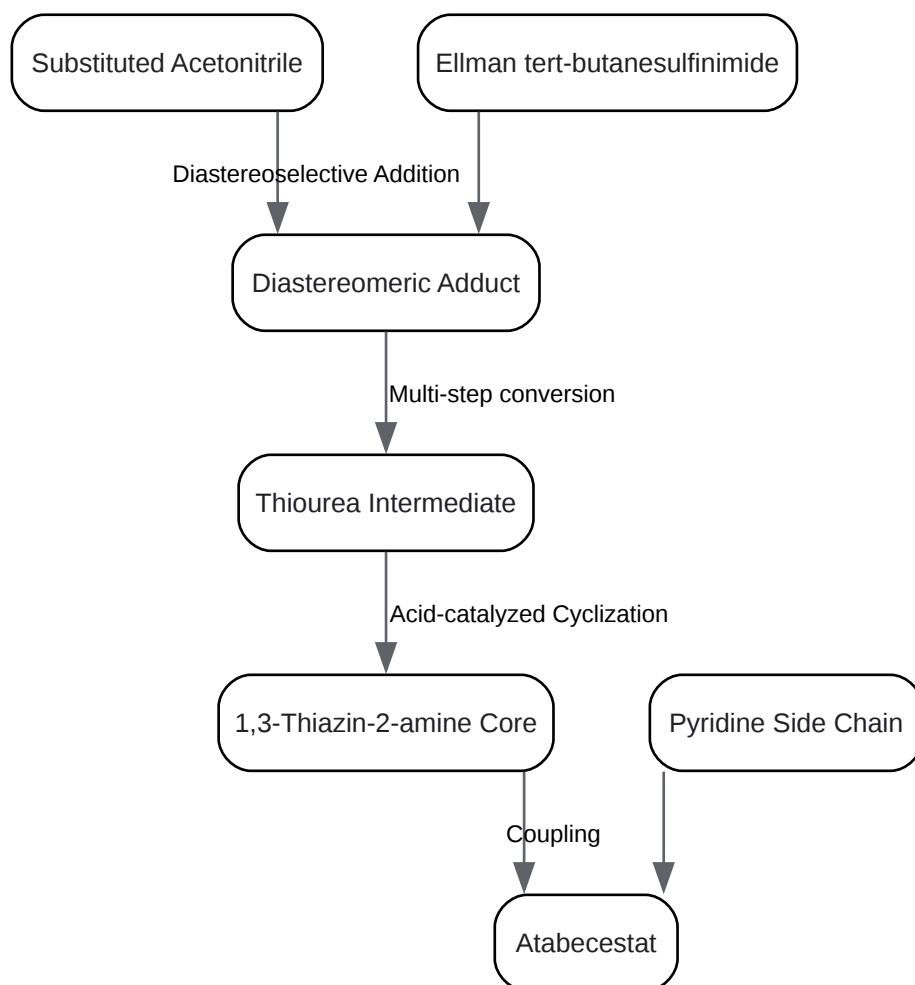 Substituted Acetonitrile
Ellman tert-butanesulfinimide
Diastereoselective Addition
Diastereomeric Adduct
Multi-step conversion
Thiourea Intermediate
Acid-catalyzed Cyclization
1,3-Thiazin-2-amine Core
Pyridine Side Chain
Coupling
Atabecestat